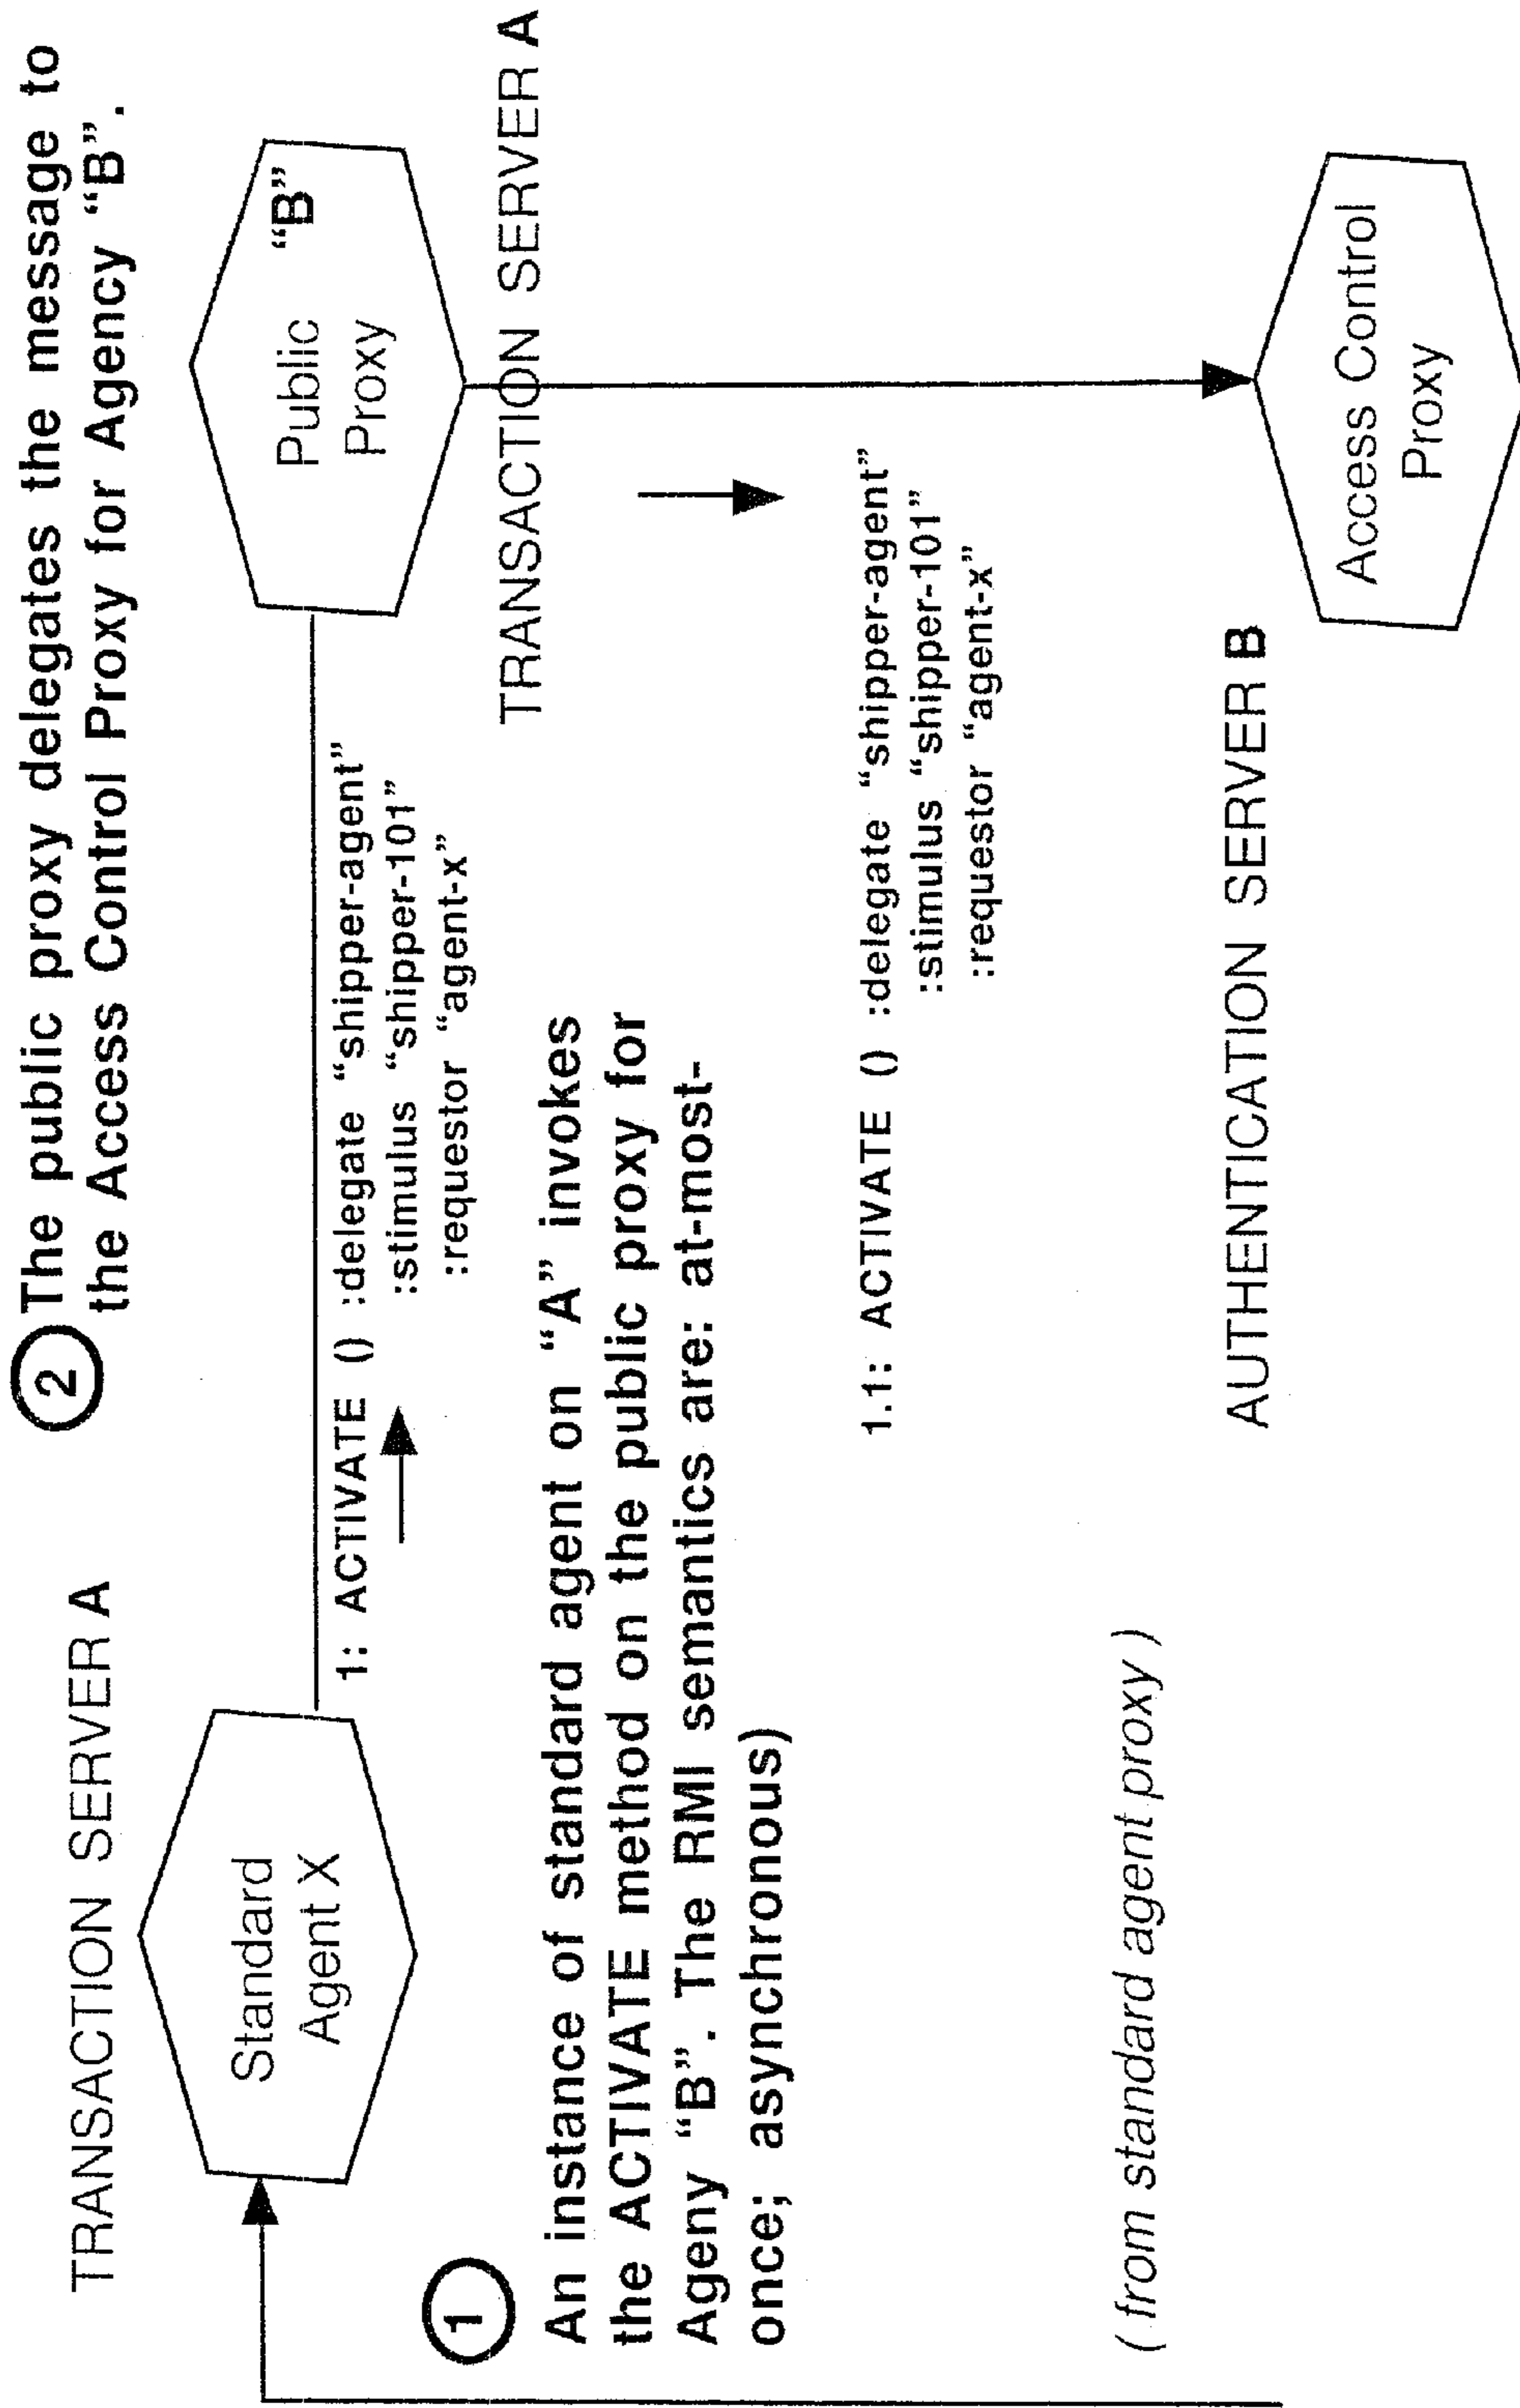 ② The public proxy delegates the message to
the Access Control Proxy for Agency “B”.
TRANSACTION SERVER A
Standard
Agent X
Public “B”
Proxy
TRANSACTION SERVER A
1: ACTIVATE () :delegate “shipper-agent”
:stimulus “shipper-101”
:requestor “agent-x”
①
An instance of standard agent on “A” invokes
the ACTIVATE method on the public proxy for
Ageny “B”. The RMI semantics are: at-most-
once; asynchronous)
1.1: ACTIVATE () :delegate “shipper-agent”
:stimulus “shipper-101”
:requestor “agent-x”
( from standard agent proxy )
AUTHENTICATION SERVER B
Access Control
Proxy